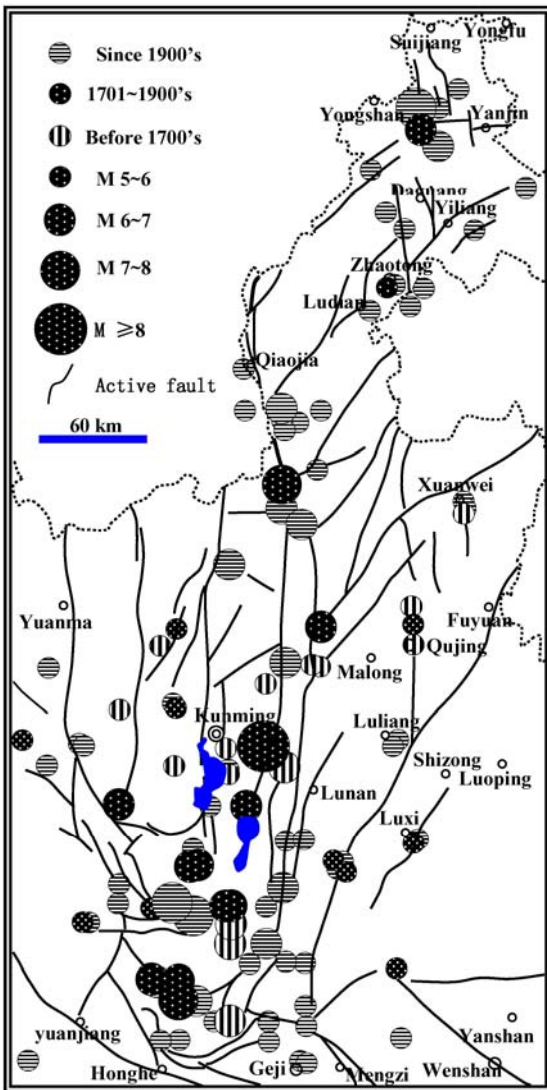 Since 1900's
1701~1900's
Before 1700's
M 5~6
M 6~7
M 7~8
M ≥8
Active fault
60 km
Suijiang
Yongfu
Yongshan
Yanjin
Yiliang
Zhaotong
Ludian
Qiaojia
Xuanwei
Yuanma
Fuyuan
Qujing
Malong
Kunming
Luliang
Shizong
Luoping
Lunan
Luxi
yuanjiang
Yanshan
Honghe
Geji
Mengzi
Wenshan